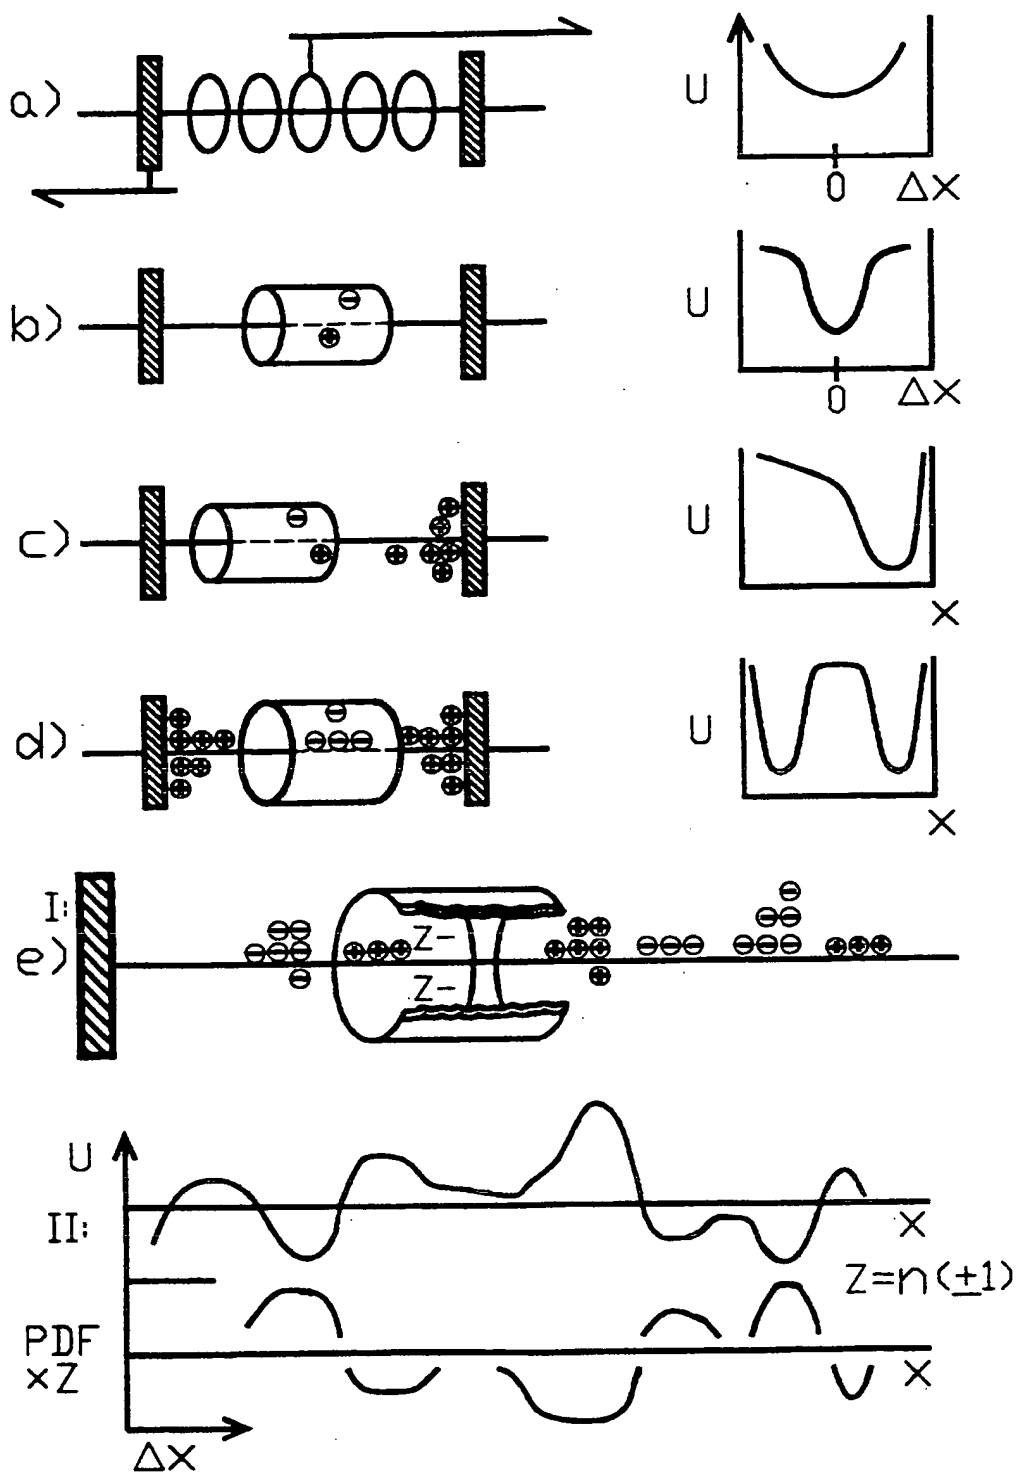 a)
U
0 ΔX
b)
U
0 ΔX
c)
U
X
d)
U
X
I:
e)
Z-
Z-
U
II:
X
Z=n(±1)
PDF
×Z
X
ΔX